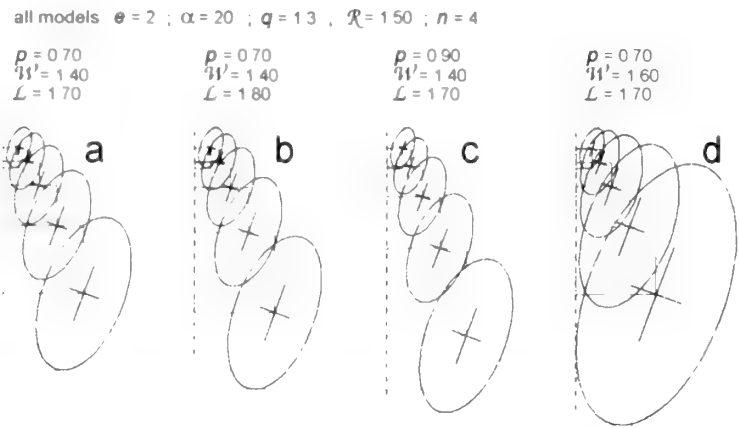 all models e = 2 ; α = 20 ; q = 1 3 , ℛ = 1 50 ; n = 4
p = 0 70
𝒲 = 1 40
ℒ = 1 70
p = 0 70
𝒲 = 1 40
ℒ = 1 80
p = 0 90
𝒲 = 1 40
ℒ = 1 70
p = 0 70
𝒲 = 1 60
ℒ = 1 70
a
b
c
d